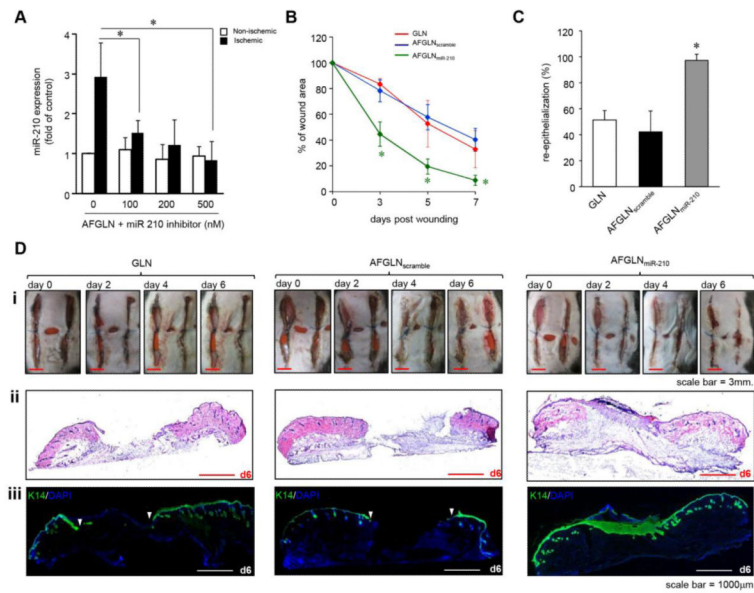 A
*
*
Non-ischemic
Ischemic
miR-210 expression
(fold of control)
4
3
2
1
0
0 100 200 500
AFGLN + miR 210 inhibitor (nM)
B
GLN
AFGLNscramble
AFGLNmiR-210
% of wound area
120
100
80
60
40
20
0
0 3 5 7
* * *
days post wounding
C
re-epithelialization (%)
120
100
80
60
40
20
0
*
GLN
AFGLNscramble
AFGLNmiR-210
D
GLN AFGLNscramble AFGLNmiR-210
i
day 0 day 2 day 4 day 6 day 0 day 2 day 4 day 6 day 0 day 2 day 4 day 6
scale bar = 3mm.
ii
d6 d6 d6
iii
K14/DAPI K14/DAPI K14/DAPI
d6 d6 d6
scale bar = 1000μm